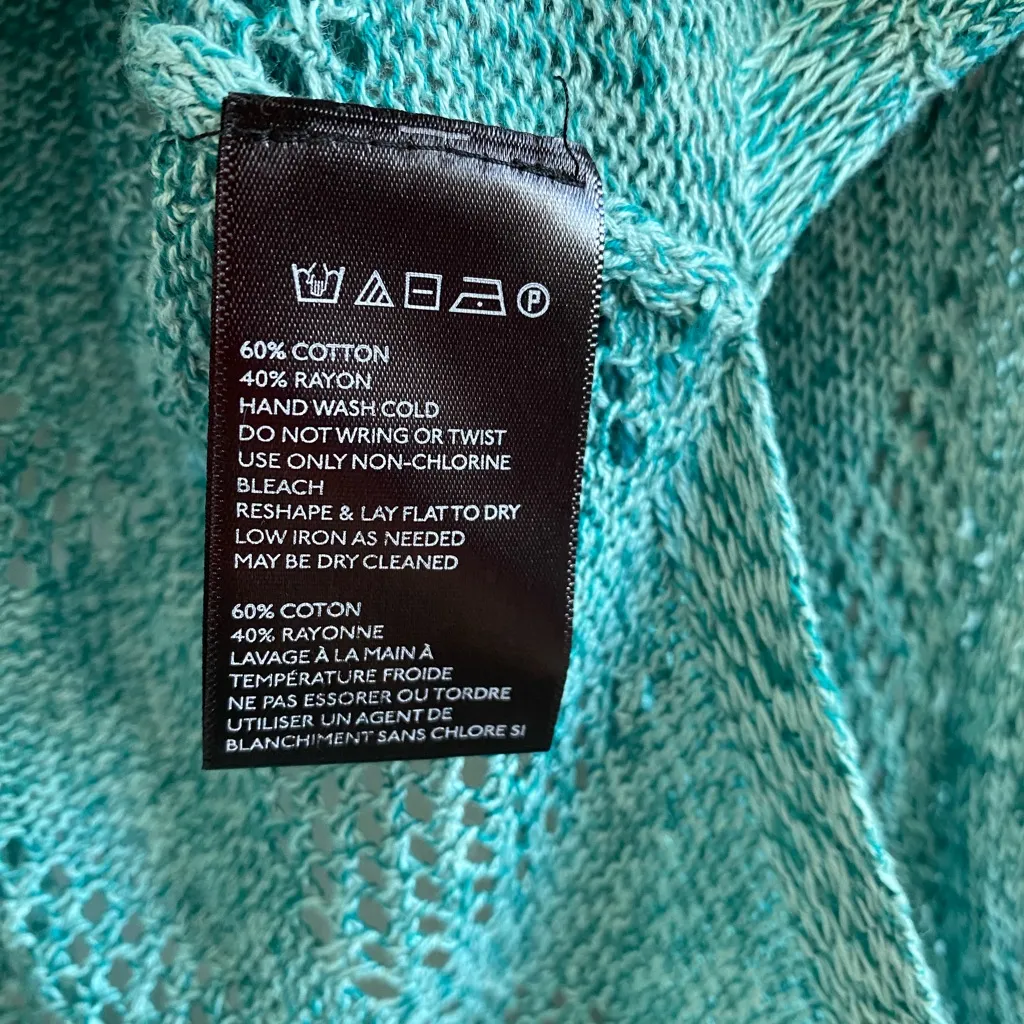 P
60% COTTON
40% RAYON
HAND WASH COLD
DO NOT WRING OR TWIST
USE ONLY NON-CHLORINE
BLEACH
RESHAPE & LAY FLAT TO DRY
LOW IRON AS NEEDED
MAY BE DRY CLEANED
60% COTON
40% RAYONNE
LAVAGE À LA MAIN À
TEMPÉRATURE FROIDE
NE PAS ESSORER OU TORDRE
UTILISER UN AGENT DE
BLANCHIMENT SANS CHLORE SI